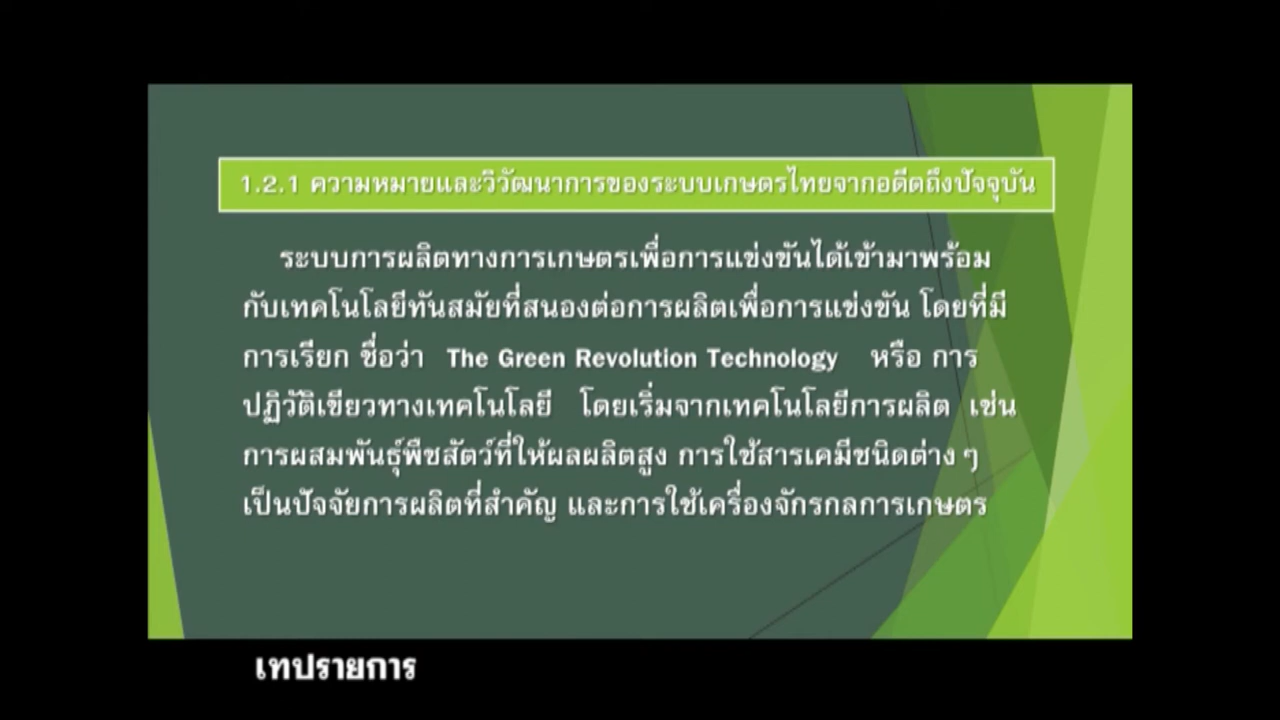 1.2.1 ความหมายและวิวัฒนาการของระบบเกษตรไทยจากอดีตถึงปัจจุบัน
ระบบการผลิตทางการเกษตรเพื่อการแข่งขันได้เข้ามาพร้อม
กับเทคโนโลยีทันสมัยที่สนองต่อการผลิตเพื่อการแข่งขัน โดยที่มี
การเรียก ชื่อว่า The Green Revolution Technology หรือ การ
ปฏิวัติเขียวทางเทคโนโลยี โดยเริ่มจากเทคโนโลยีการผลิต เช่น
การผสมพันธุ์พืชสัตว์ที่ให้ผลผลิตสูง การใช้สารเคมีชนิดต่าง ๆ
เป็นปัจจัยการผลิตที่สำคัญ และการใช้เครื่องจักรกลการเกษตร
เทปรายการ